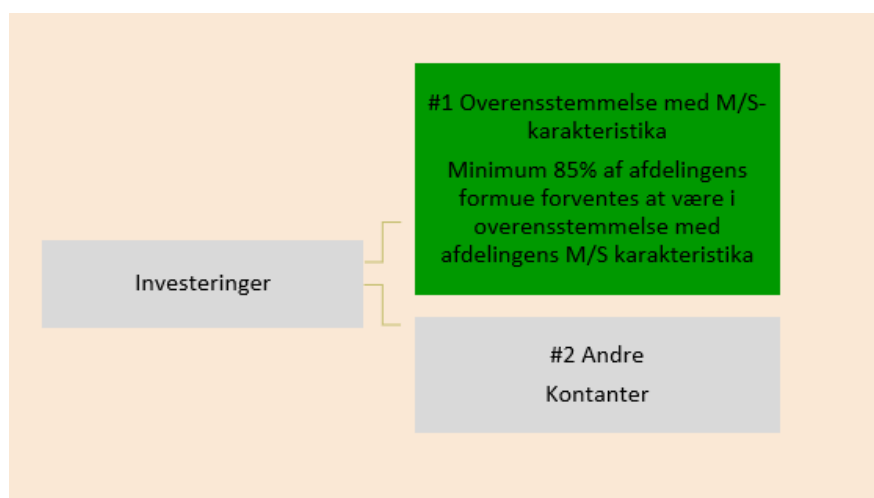 #1 Overensstemmelse med M/S-
karakteristika
Minimum 85% af afdelingens
formue forventes at være i
overensstemmelse med
afdelingens M/S karakteristika
Investeringer
#2 Andre
Kontanter